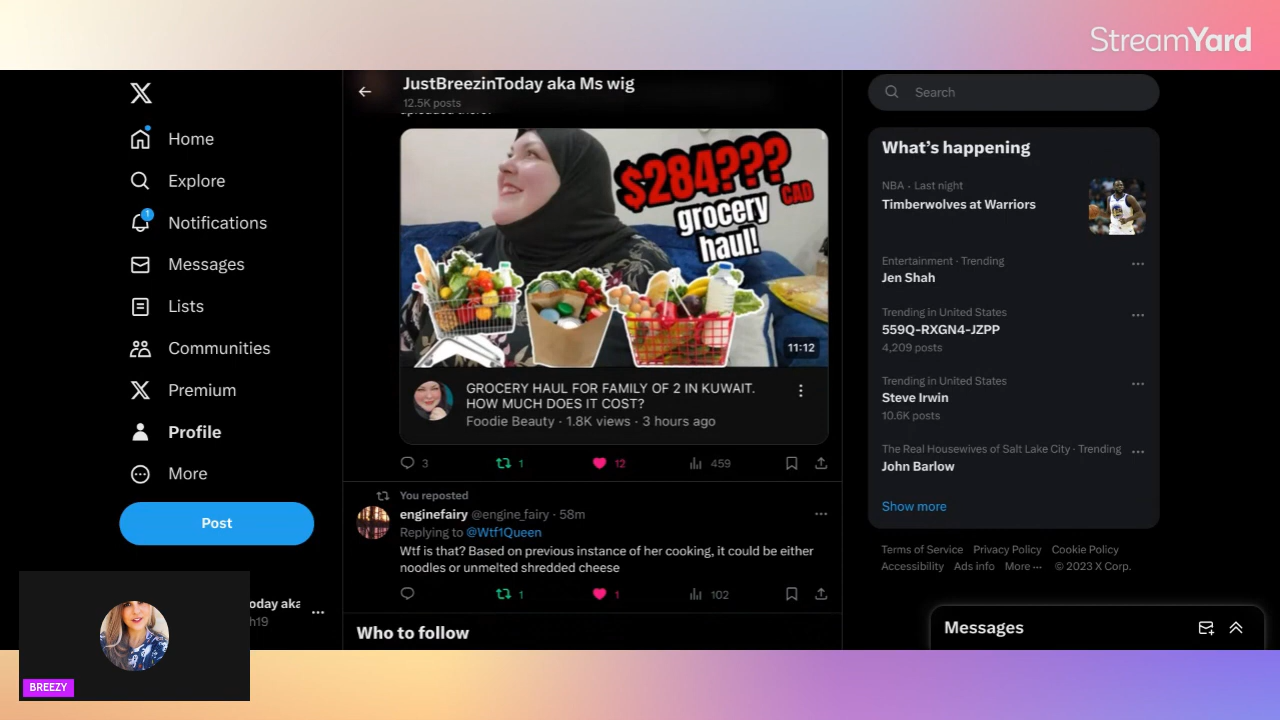 StreamYard
Home
Explore
Notifications
1
Messages
Lists
Communities
Premium
Profile
More
Post
oday aka
h19
BREEZY
JustBreezinToday aka Ms wig
12.5K posts
uploaded there!
$284???
CAD
grocery
haul!
11:12
GROCERY HAUL FOR FAMILY OF 2 IN KUWAIT.
HOW MUCH DOES IT COST?
Foodie Beauty · 1.8K views · 3 hours ago
3 1 12 459
You reposted
enginefairy @engine_fairy · 58m
Replying to @Wtf1Queen
Wtf is that? Based on previous instance of her cooking, it could be either
noodles or unmelted shredded cheese
1 1 102
Who to follow
Search
What's happening
NBA · Last night
Timberwolves at Warriors
Entertainment · Trending
Jen Shah
Trending in United States
559Q-RXGN4-JZPP
4,209 posts
Trending in United States
Steve Irwin
10.6K posts
The Real Housewives of Salt Lake City · Trending
John Barlow
Show more
Terms of Service Privacy Policy Cookie Policy
Accessibility Ads info More ··· © 2023 X Corp.
Messages